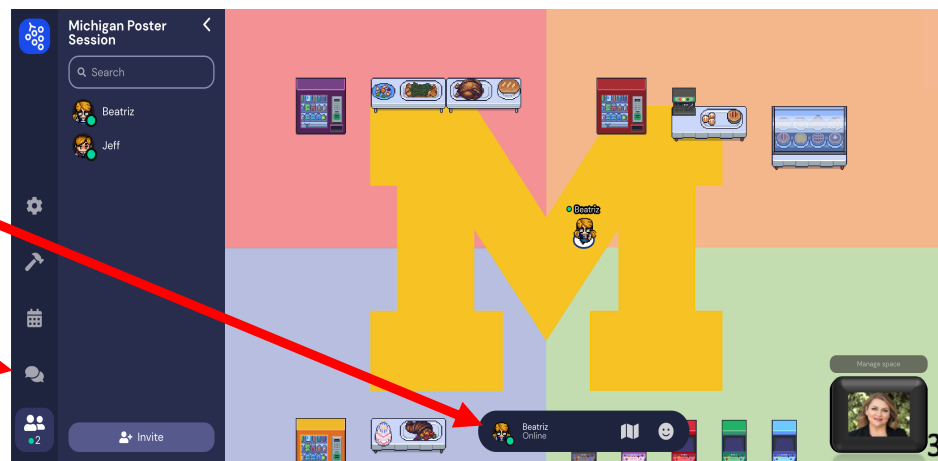 Michigan Poster
Session
Search
Beatriz
Jeff
2
Invite
Beatriz
Beatriz
Online
Manage space
3
M